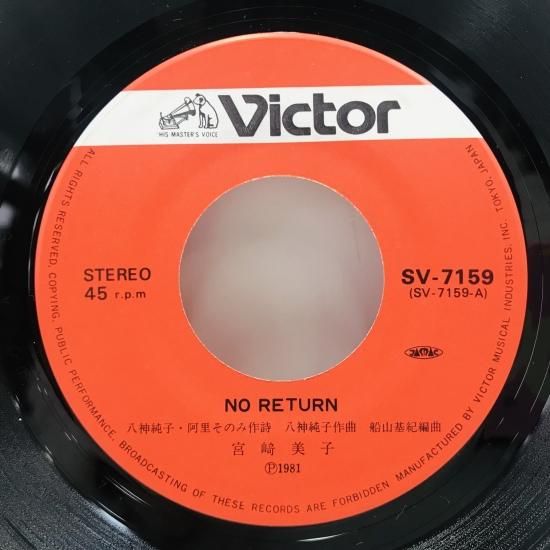 Victor
"HIS MASTER'S VOICE"
STEREO
45 r.p.m
SV-7159
(SV-7159-A)
JASRAC
NO RETURN
八神純子・阿里そのみ作詩 八神純子作曲 船山基紀編曲
宮﨑美子
Ⓟ1981
ALL RIGHTS RESERVED. COPYING, PUBLIC PERFORMANCE, BROADCASTING OF THESE RECORDS ARE FORBIDDEN MANUFACTURED BY VICTOR MUSICAL INDUSTRIES, INC. TOKYO, JAPAN